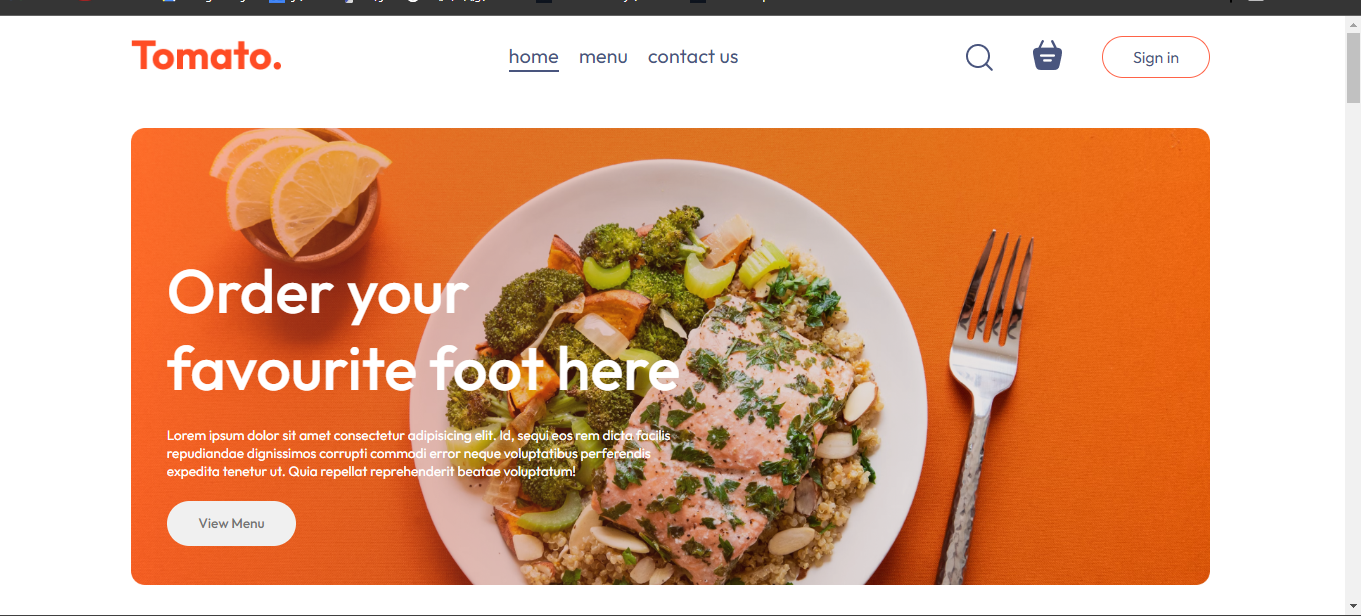 Tomato.
home menu contact us
Sign in
Order your
favourite foot here
Lorem ipsum dolor sit amet consectetur adipisicing elit. Id, sequi eos rem dicta facilis
repudiandae dignissimos corrupti commodi error neque voluptatibus perferendis
expedita tenetur ut. Quia repellat reprehenderit beatae voluptatum!
View Menu